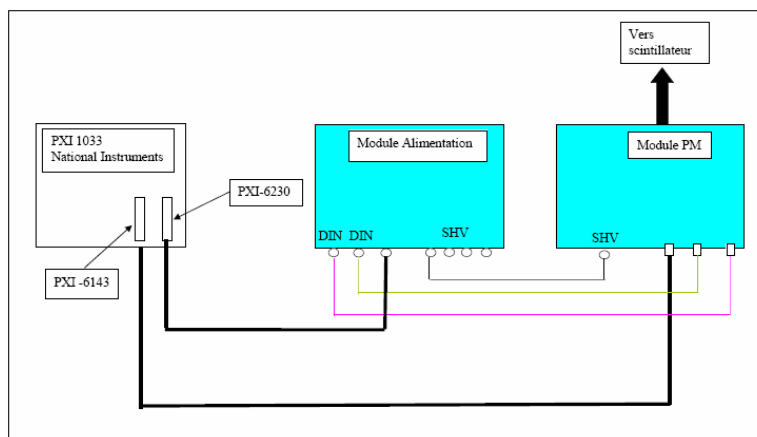 Vers
scintillateur
PXI 1033
National Instruments
Module Alimentation
Module PM
PXI-6230
PXI -6143
DIN DIN SHV
SHV